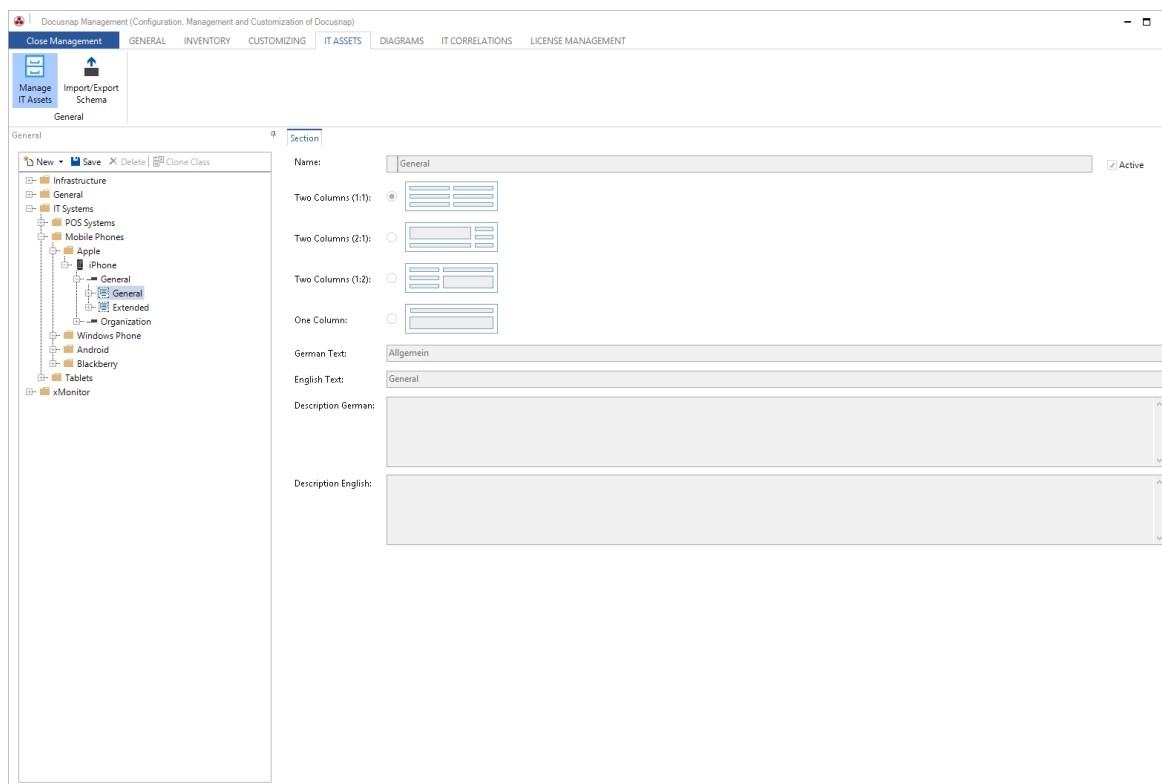 Docusnap Management (Configuration, Management and Customization of Docusnap)
Close Management GENERAL INVENTORY CUSTOMIZING IT ASSETS DIAGRAMS IT CORRELATIONS LICENSE MANAGEMENT
Manage IT Assets
Import/Export Schema
General
General
New Save Delete Clone Class
Infrastructure
General
IT Systems
POS Systems
Mobile Phones
Apple
iPhone
General
General
Extended
Organization
Windows Phone
Android
Blackberry
Tablets
xMonitor
Section
Name: General Active
Two Columns (1:1):
Two Columns (2:1):
Two Columns (1:2):
One Column:
German Text: Allgemein
English Text: General
Description German:
Description English: